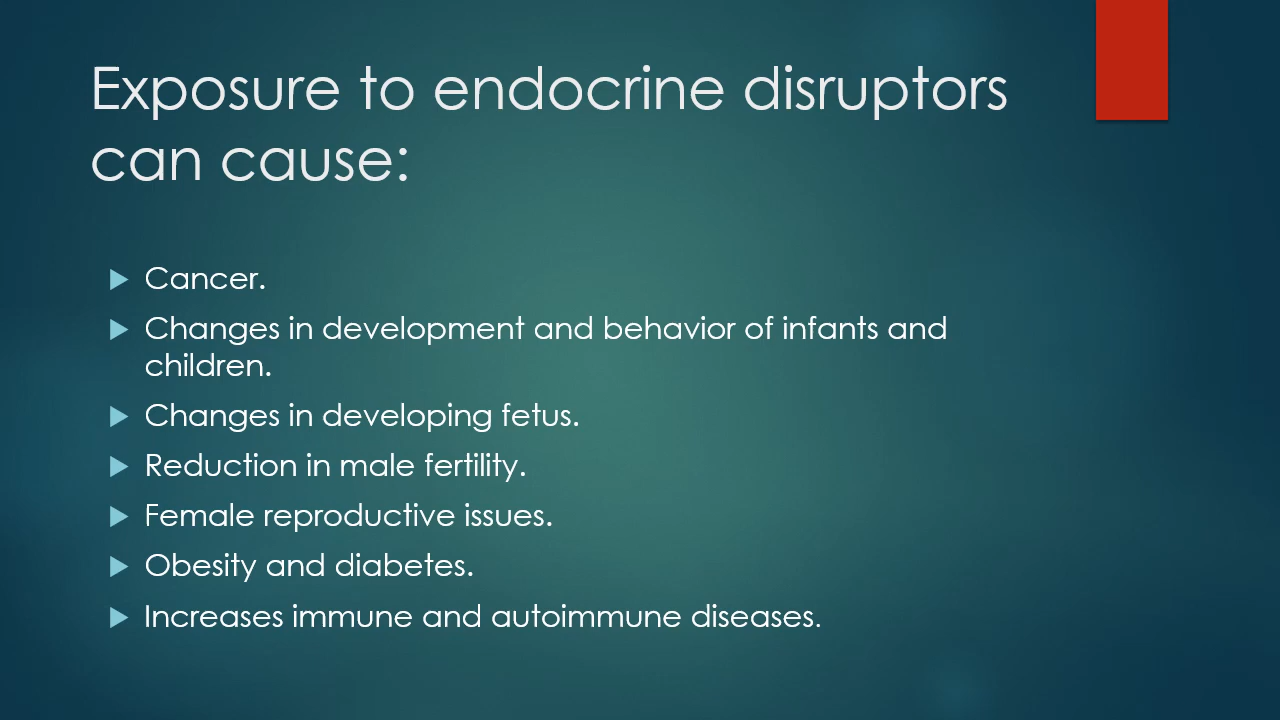 Exposure to endocrine disruptors
can cause:
Cancer.
Changes in development and behavior of infants and
children.
Changes in developing fetus.
Reduction in male fertility.
Female reproductive issues.
Obesity and diabetes.
Increases immune and autoimmune diseases.